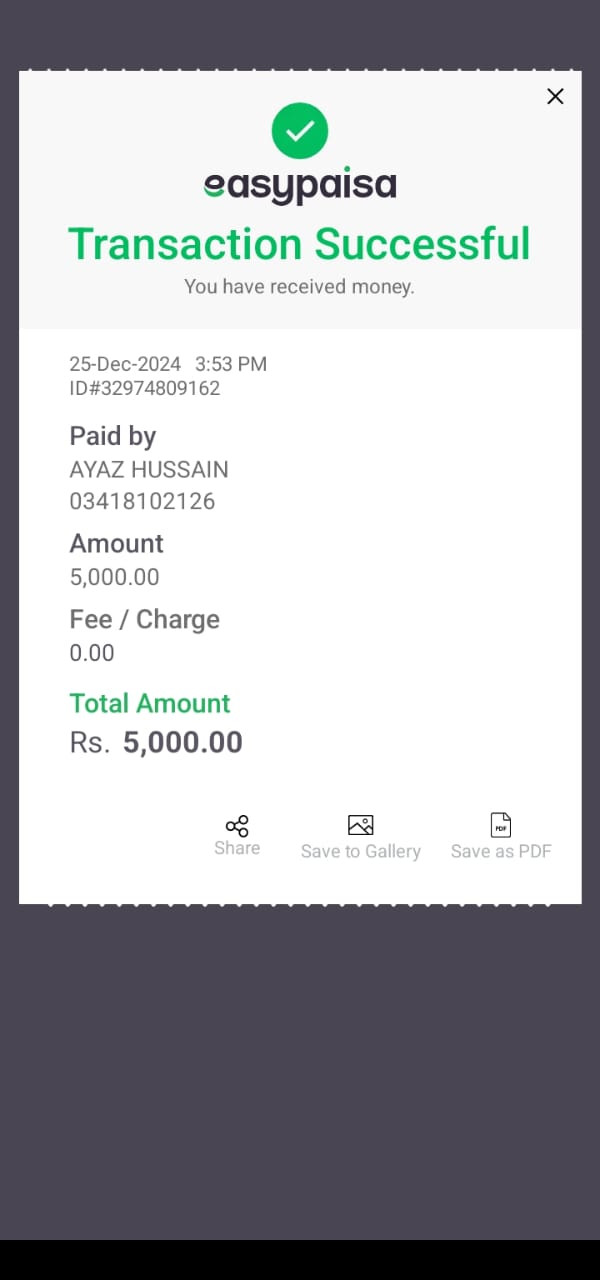 easypaisa
Transaction Successful
You have received money.
25-Dec-2024 3:53 PM
ID#32974809162
Paid by
AYAZ HUSSAIN
03418102126
Amount
5,000.00
Fee / Charge
0.00
Total Amount
Rs. 5,000.00
Share
Save to Gallery
PDF
Save as PDF